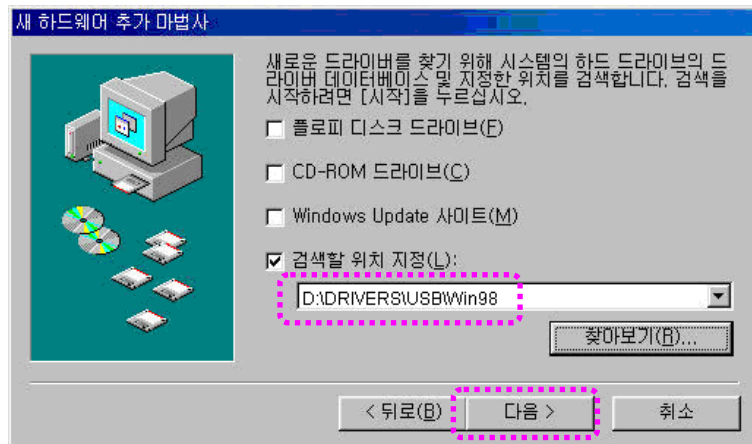 새 하드웨어 추가 마법사
새로운 드라이버를 찾기 위해 시스템의 하드 드라이브의 드
라이버 데이터베이스 및 지정한 위치를 검색합니다. 검색을
시작하려면 [시작]을 누르십시오.
플로피 디스크 드라이브(F)
CD-ROM 드라이브(C)
Windows Update 사이트(M)
검색할 위치 지정(L):
D:\DRIVERS\USB\Win98
찾아보기(R)...
< 뒤로(B)
다음 >
취소